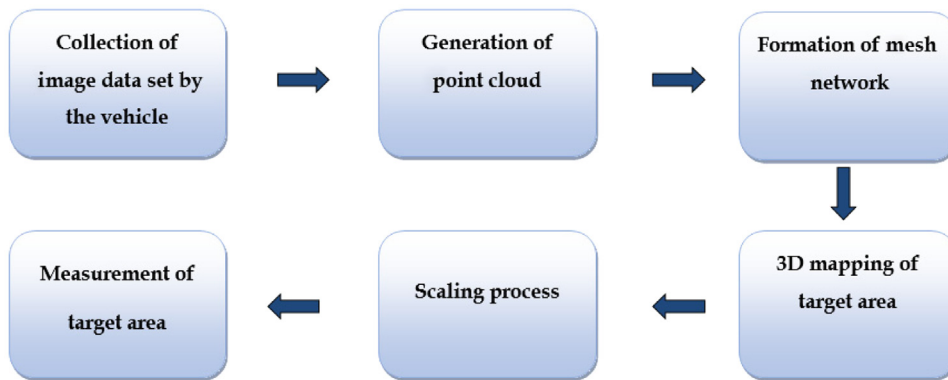 Collection of
image data set by
the vehicle
Generation of
point cloud
Formation of mesh
network
3D mapping of
target area
Scaling process
Measurement of
target area